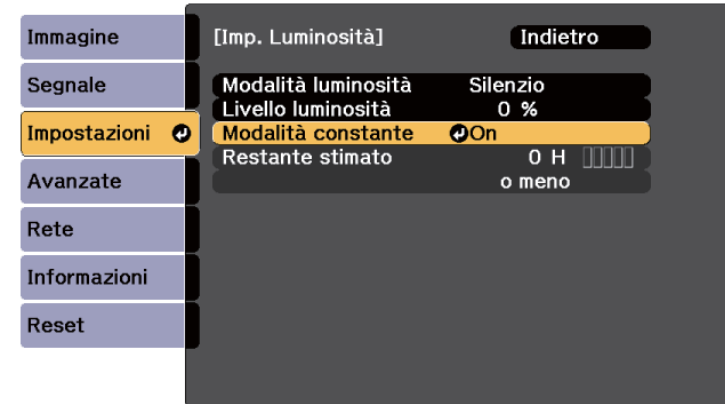 Immagine
Segnale
Impostazioni
Avanzate
Rete
Informazioni
Reset
[Imp. Luminosità] Indietro
Modalità luminosità Silenzio
Livello luminosità 0 %
Modalità constante On
Restante stimato 0 H
o meno